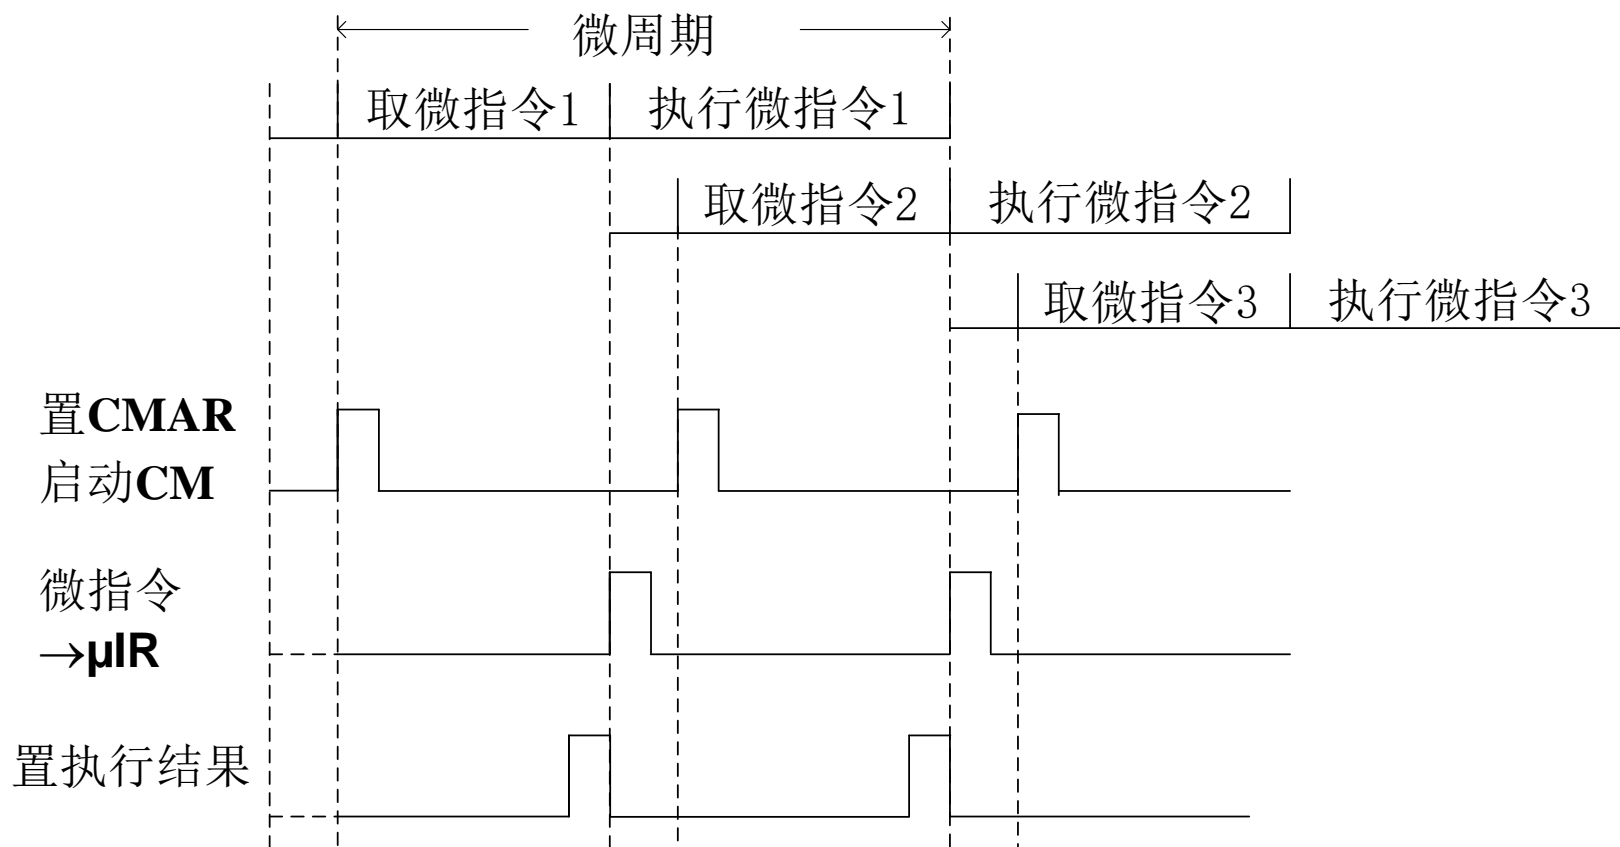 微周期
取微指令1 执行微指令1
取微指令2 执行微指令2
取微指令3 执行微指令3
置CMAR
启动CM
微指令
→μIR
置执行结果